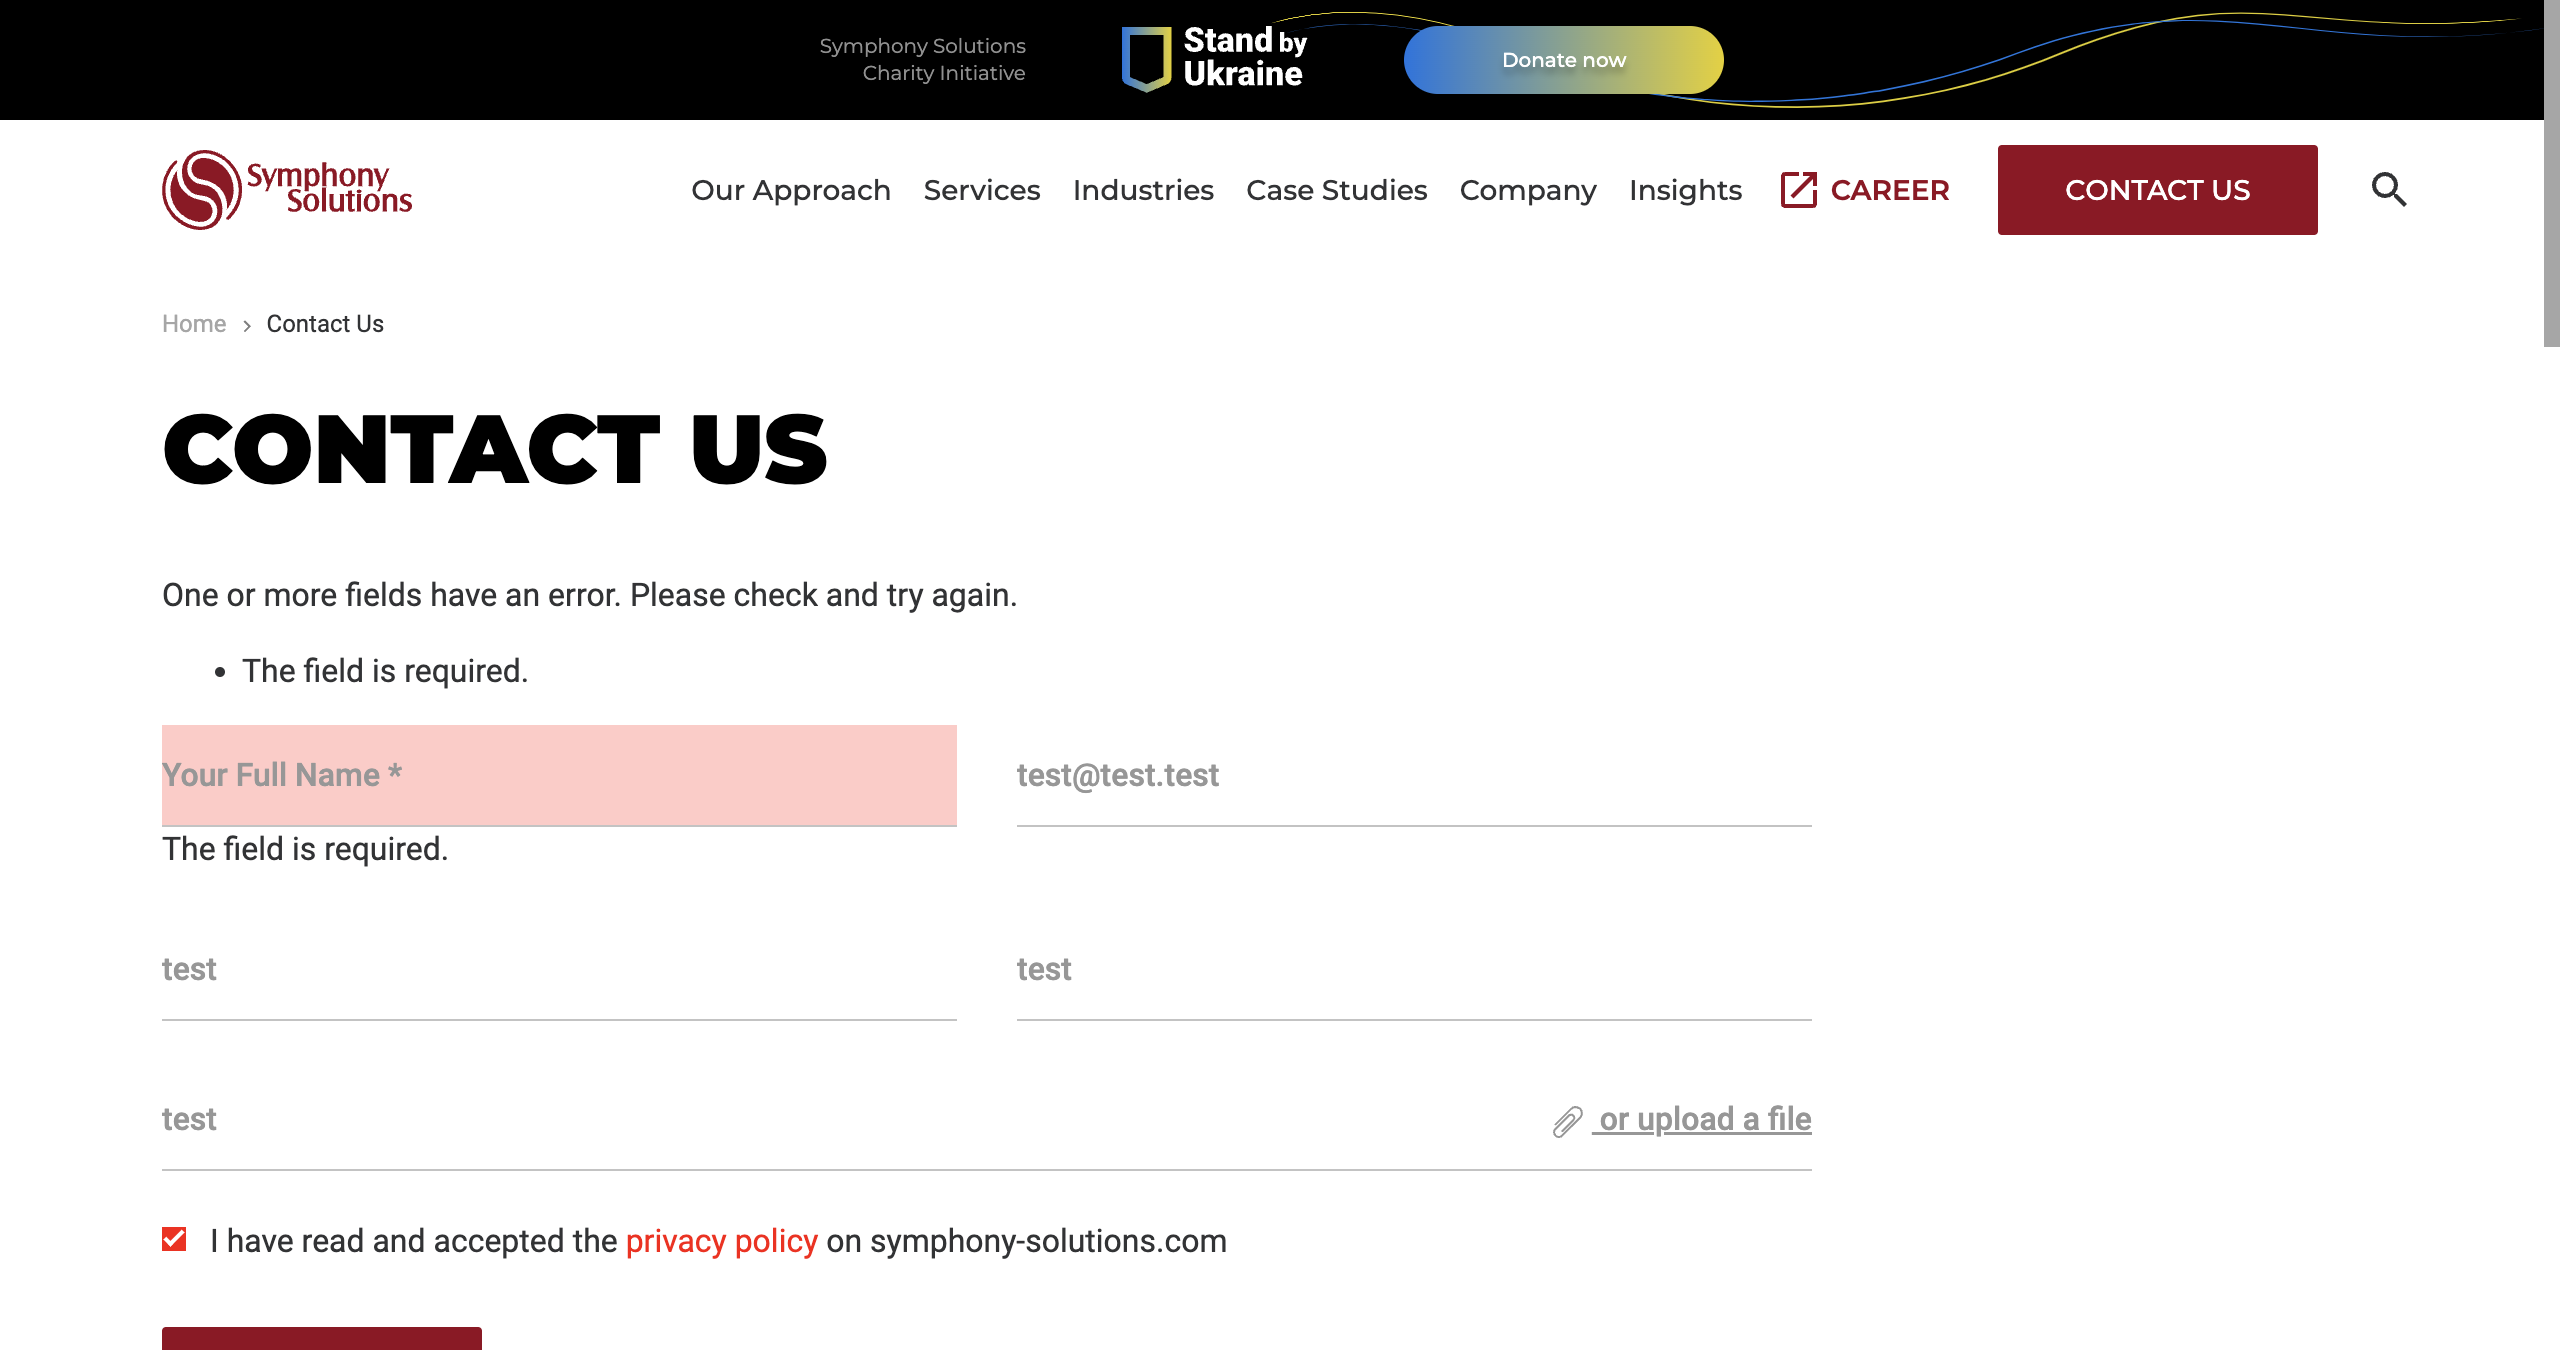 Symphony Solutions
Charity Initiative
Stand by
Ukraine
Donate now
Symphony
Solutions
Our Approach Services Industries Case Studies Company Insights CAREER CONTACT US
Home > Contact Us
CONTACT US
One or more fields have an error. Please check and try again.
• The field is required.
Your Full Name * test@test.test
The field is required.
test test
test or upload a file
I have read and accepted the privacy policy on symphony-solutions.com